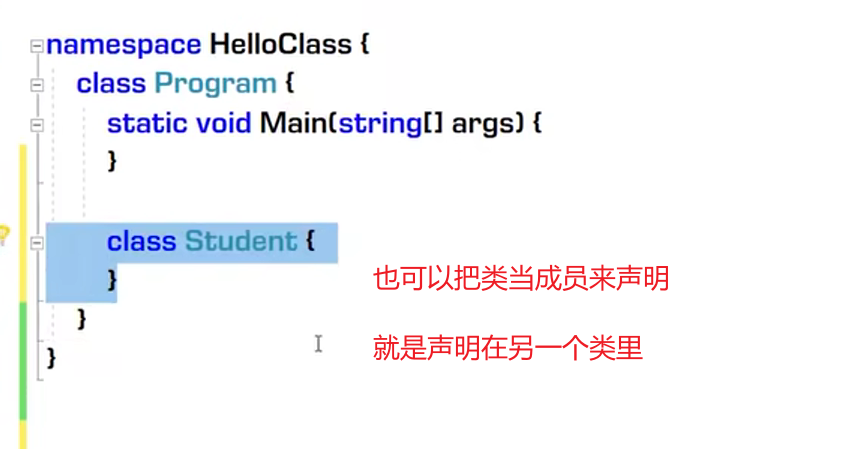 namespace HelloClass {
class Program {
static void Main(string[] args) {
}
class Student {
}
也可以把类当成员来声明
}
就是声明在另一个类里
}